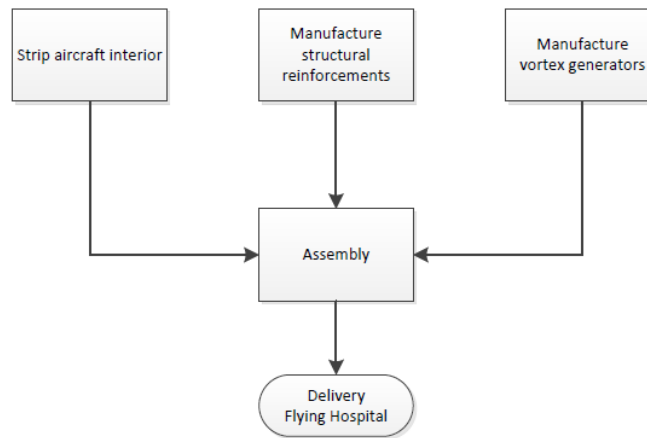 Strip aircraft interior
Manufacture
structural
reinforcements
Manufacture
vortex generators
Assembly
Delivery
Flying Hospital